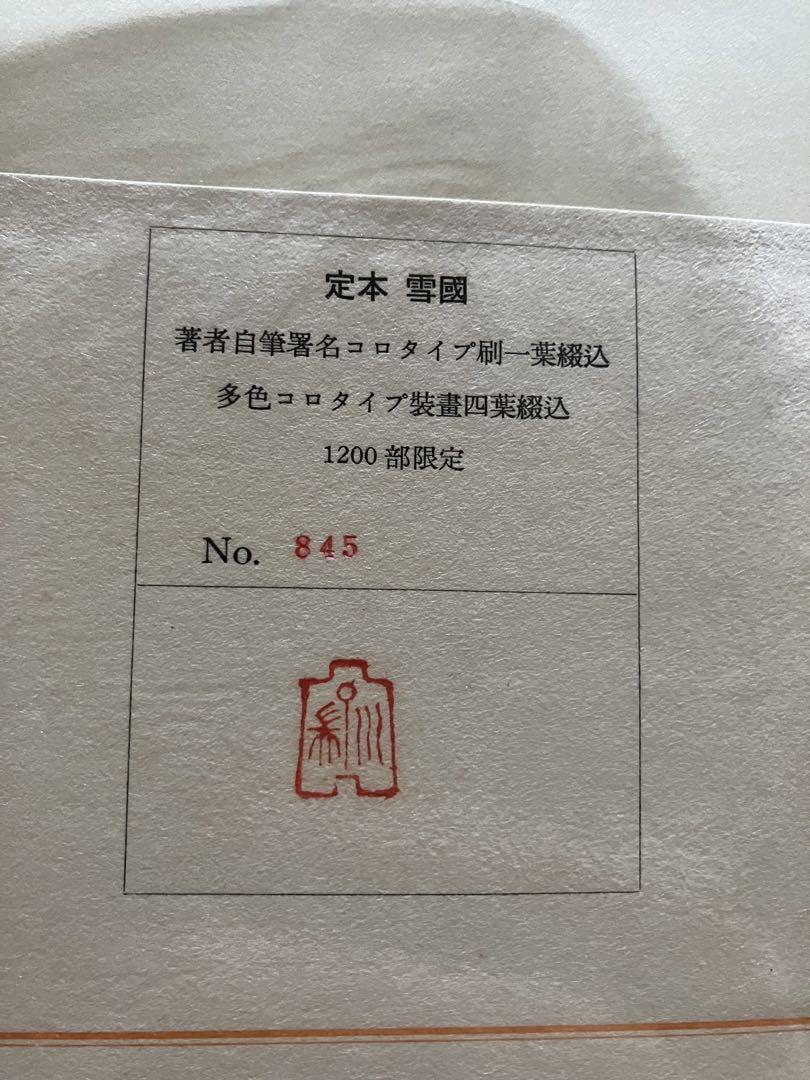 定本 雪國
著者自筆署名コロタイプ刷一葉綴込
多色コロタイプ裝畫四葉綴込
1200部限定
No. 845